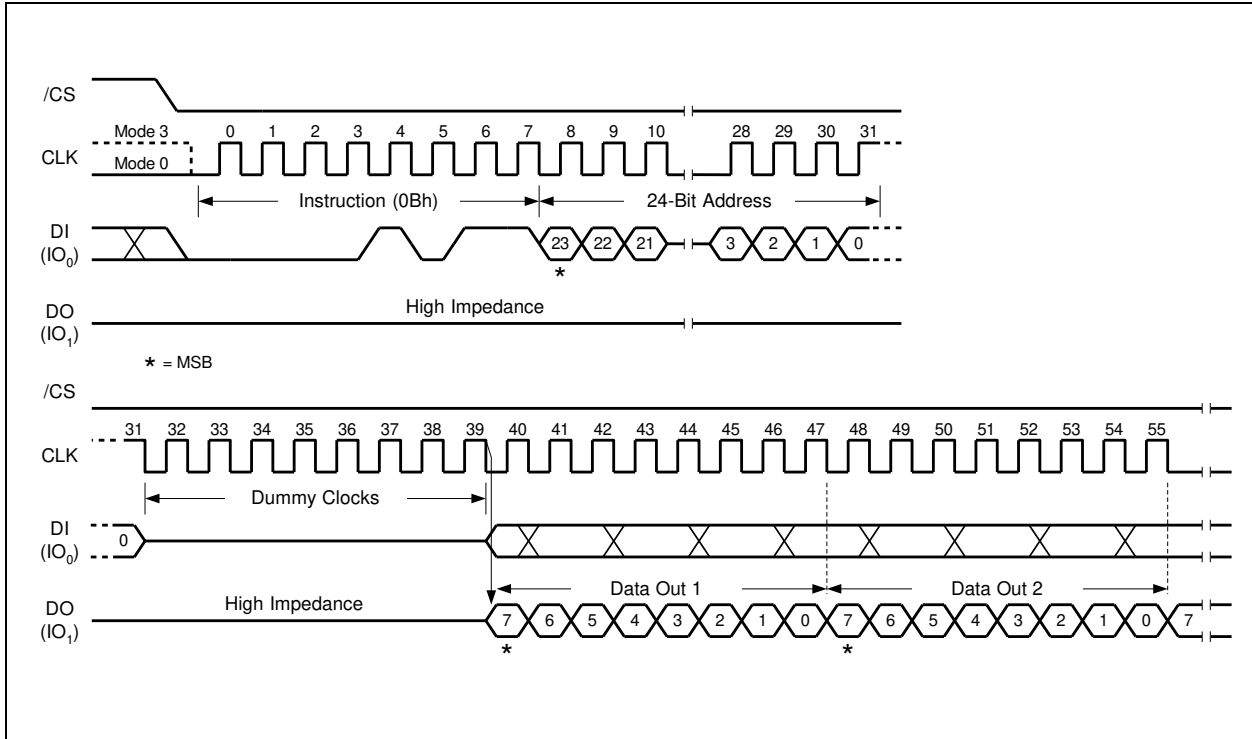 /CS
Mode 3 0 1 2 3 4 5 6 7 8 9 10 28 29 30 31
CLK
Mode 0
Instruction (0Bh) 24-Bit Address
DI
(IO0) 23 22 21 3 2 1 0
*
High Impedance
DO
(IO1)
* = MSB
/CS
31 32 33 34 35 36 37 38 39 40 41 42 43 44 45 46 47 48 49 50 51 52 53 54 55
CLK
Dummy Clocks
DI
(IO0) 0
Data Out 1 Data Out 2
High Impedance
DO
(IO1) 7 6 5 4 3 2 1 0 7 6 5 4 3 2 1 0 7
* *